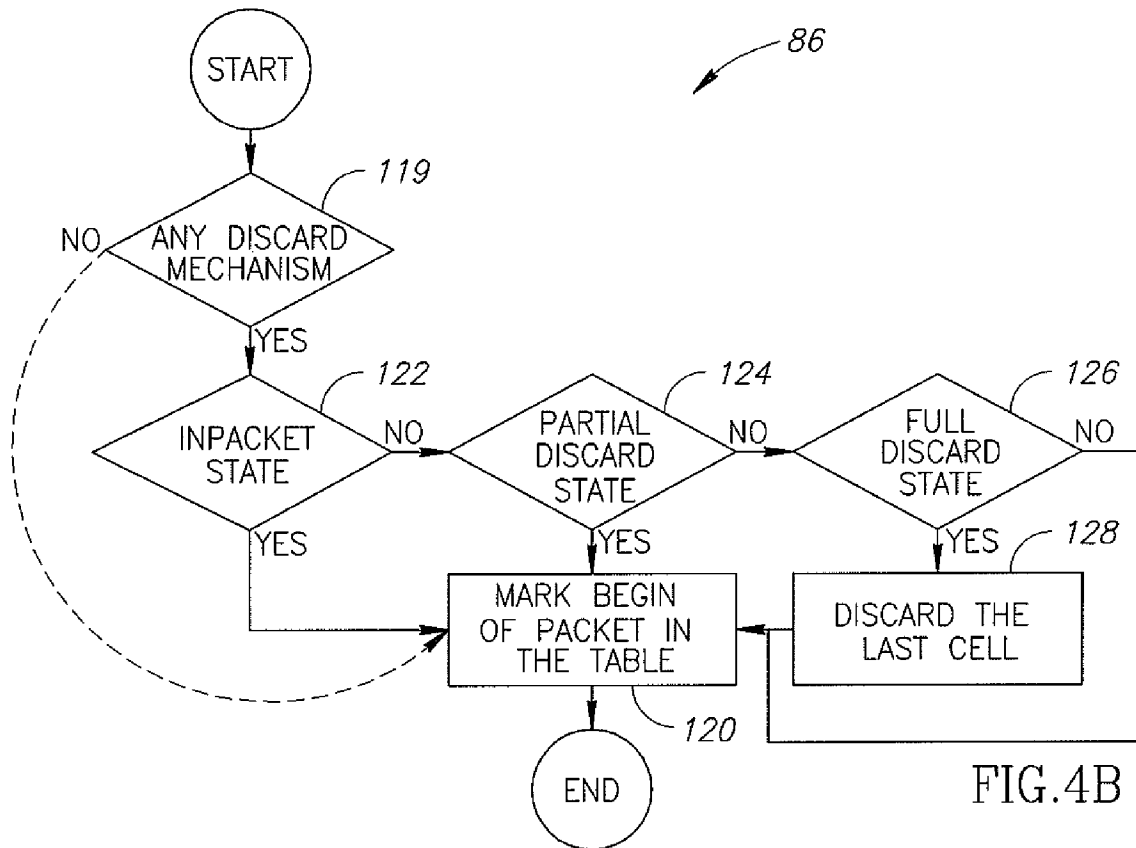 START
86
119
NO
ANY DISCARD
MECHANISM
YES
122
124
126
INPACKET
STATE
NO
PARTIAL
DISCARD
STATE
NO
FULL
DISCARD
STATE
NO
YES
YES
YES
128
MARK BEGIN
OF PACKET IN
THE TABLE
DISCARD THE
LAST CELL
120
END
FIG.4B